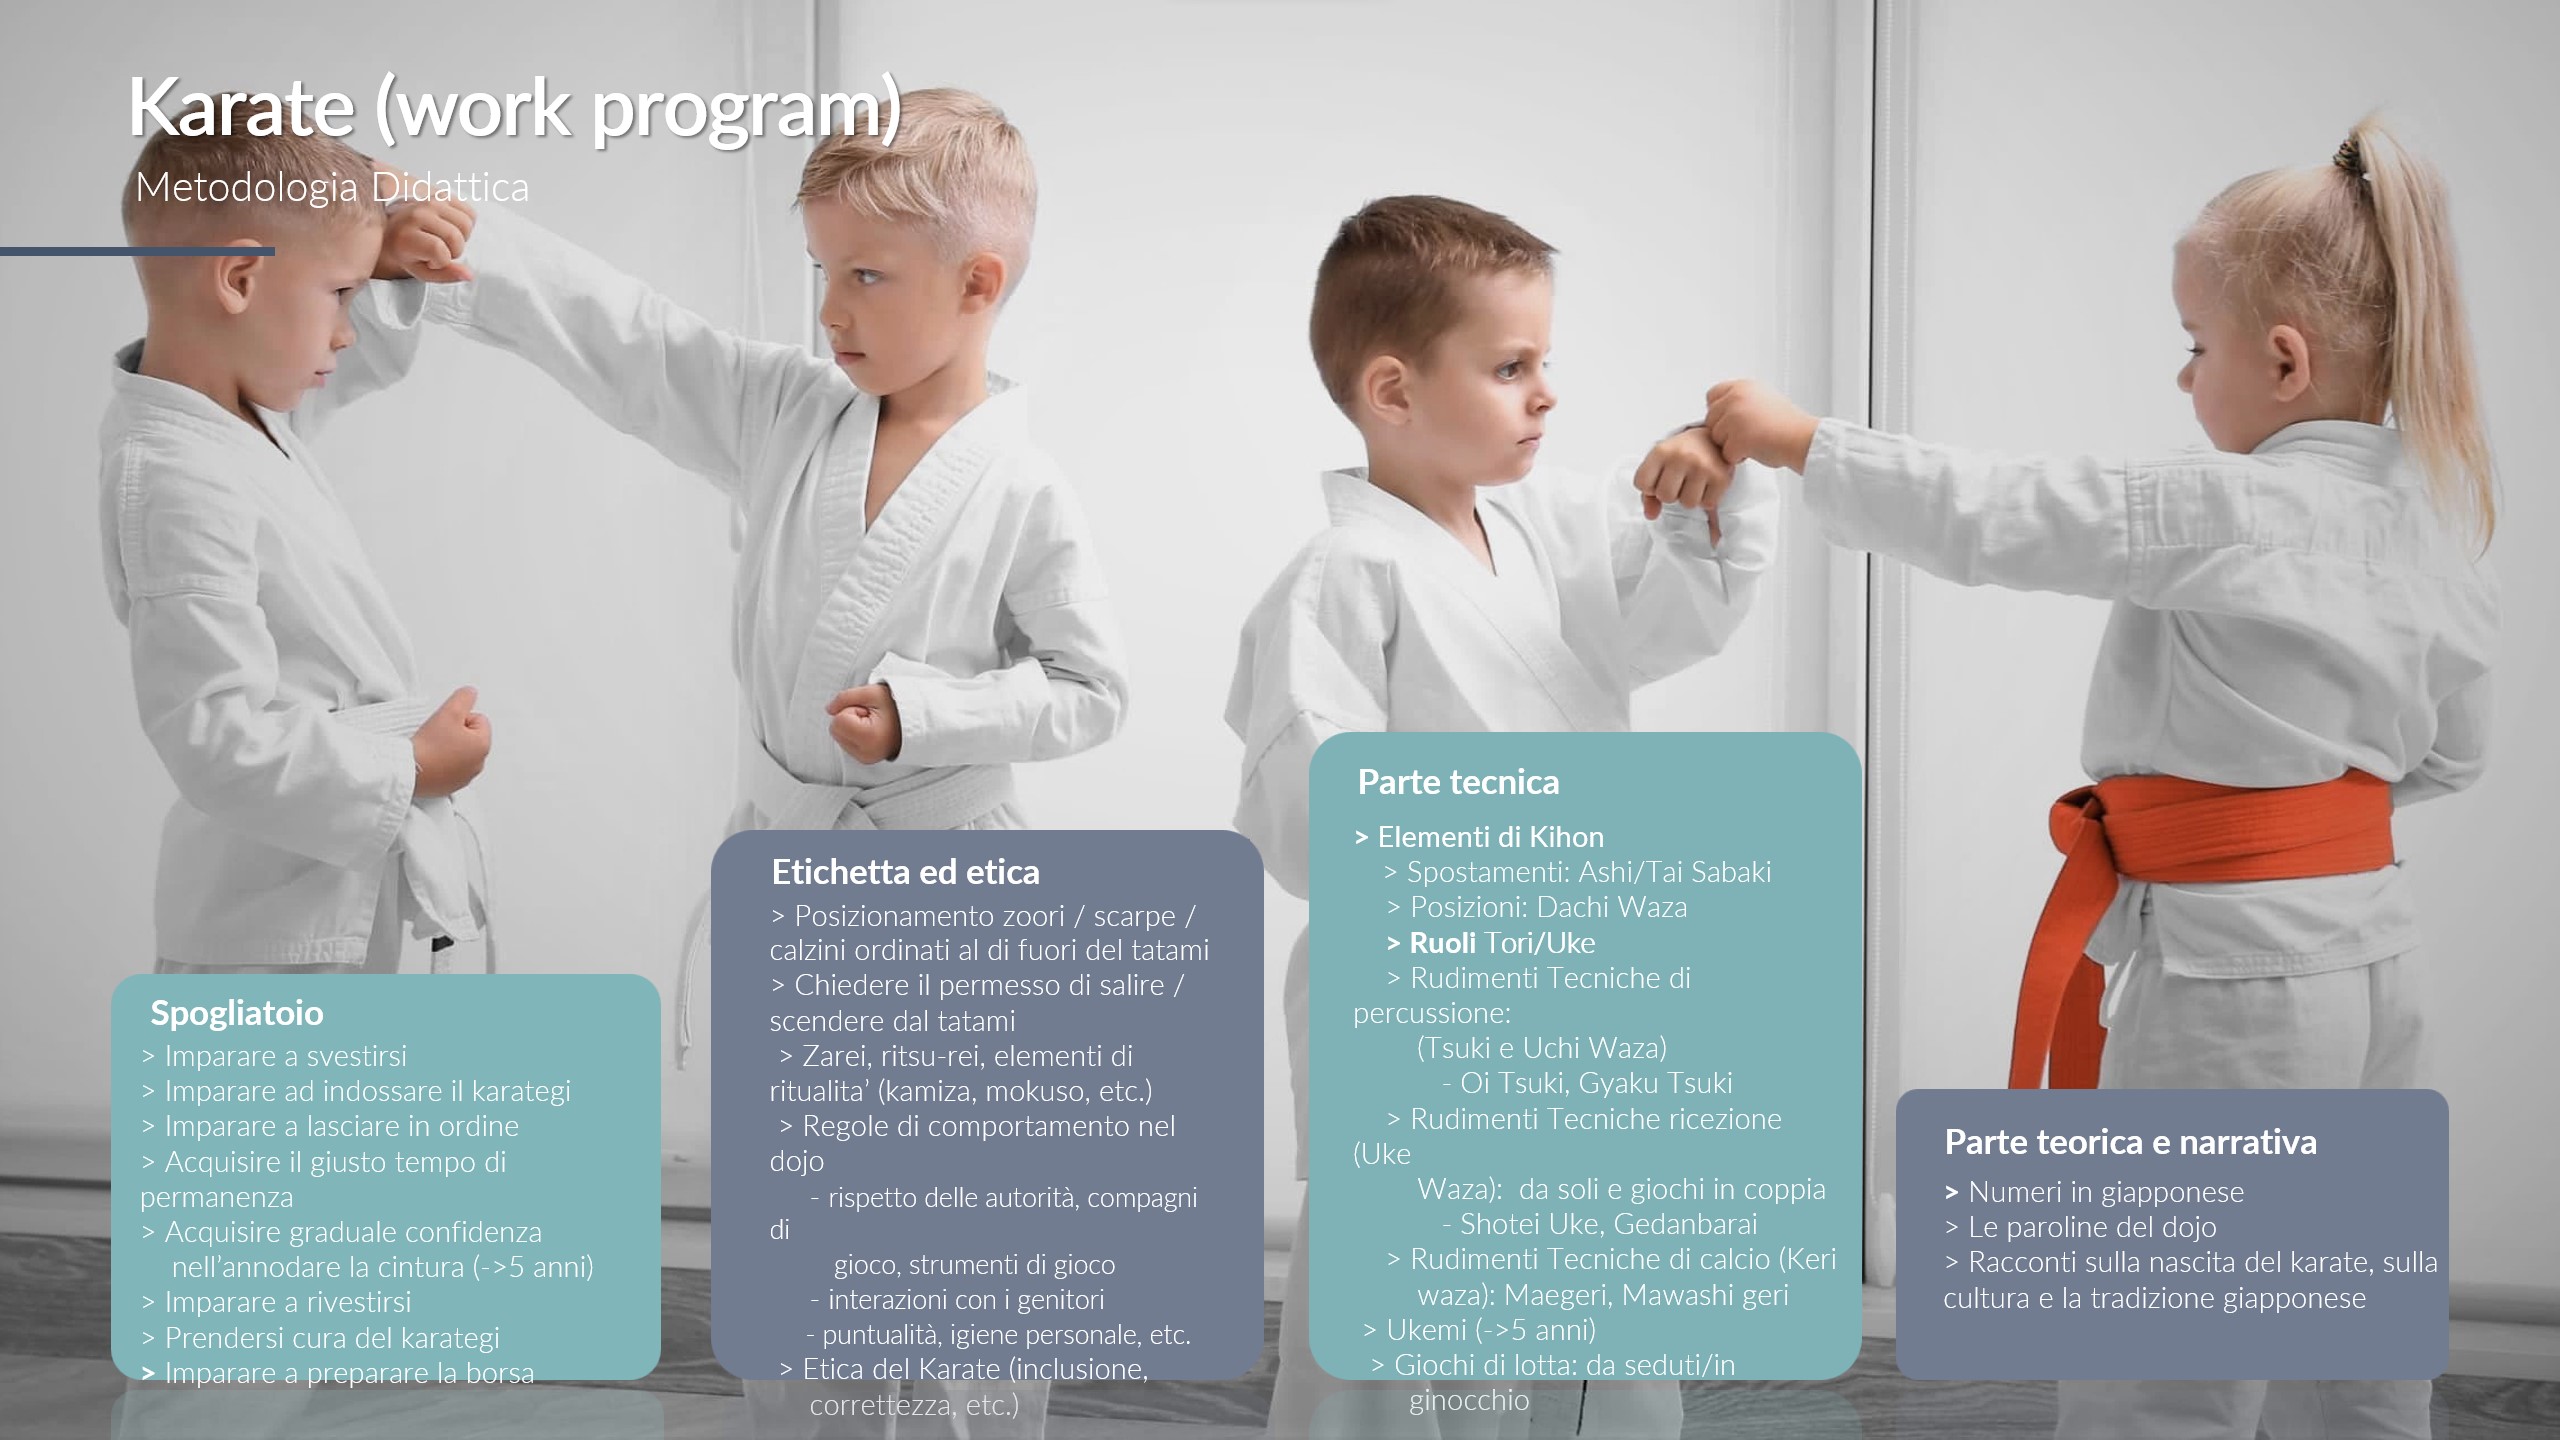 Karate (work program)
Metodologia Didattica
Spogliatoio
> Imparare a svestirsi
> Imparare ad indossare il karategi
> Imparare a lasciare in ordine
> Acquisire il giusto tempo di
permanenza
> Acquisire graduale confidenza
nell’annodare la cintura (->5 anni)
> Imparare a rivestirsi
> Prendersi cura del karategi
> Imparare a preparare la borsa
Etichetta ed etica
> Posizionamento zoori / scarpe /
calzini ordinati al di fuori del tatami
> Chiedere il permesso di salire /
scendere dal tatami
> Zarei, ritsu-rei, elementi di
ritualita’ (kamiza, mokuso, etc.)
> Regole di comportamento nel
dojo
- rispetto delle autorità, compagni
di
gioco, strumenti di gioco
- interazioni con i genitori
- puntualità, igiene personale, etc.
> Etica del Karate (inclusione,
correttezza, etc.)
Parte tecnica
> Elementi di Kihon
> Spostamenti: Ashi/Tai Sabaki
> Posizioni: Dachi Waza
> Ruoli Tori/Uke
> Rudimenti Tecniche di
percussione:
(Tsuki e Uchi Waza)
- Oi Tsuki, Gyaku Tsuki
> Rudimenti Tecniche ricezione
(Uke
Waza):  da soli e giochi in coppia
- Shotei Uke, Gedanbarai
> Rudimenti Tecniche di calcio (Keri
waza): Maegeri, Mawashi geri
> Ukemi (->5 anni)
> Giochi di lotta: da seduti/in
ginocchio
Parte teorica e narrativa
> Numeri in giapponese
> Le paroline del dojo
> Racconti sulla nascita del karate, sulla
cultura e la tradizione giapponese